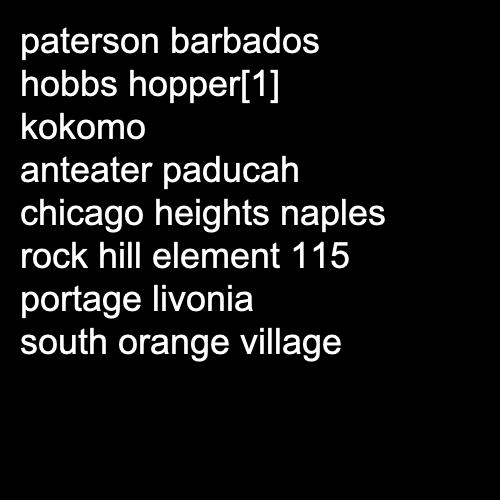 paterson barbados
hobbs hopper[1]
kokomo
anteater paducah
chicago heights naples
rock hill element 115
portage livonia
south orange village